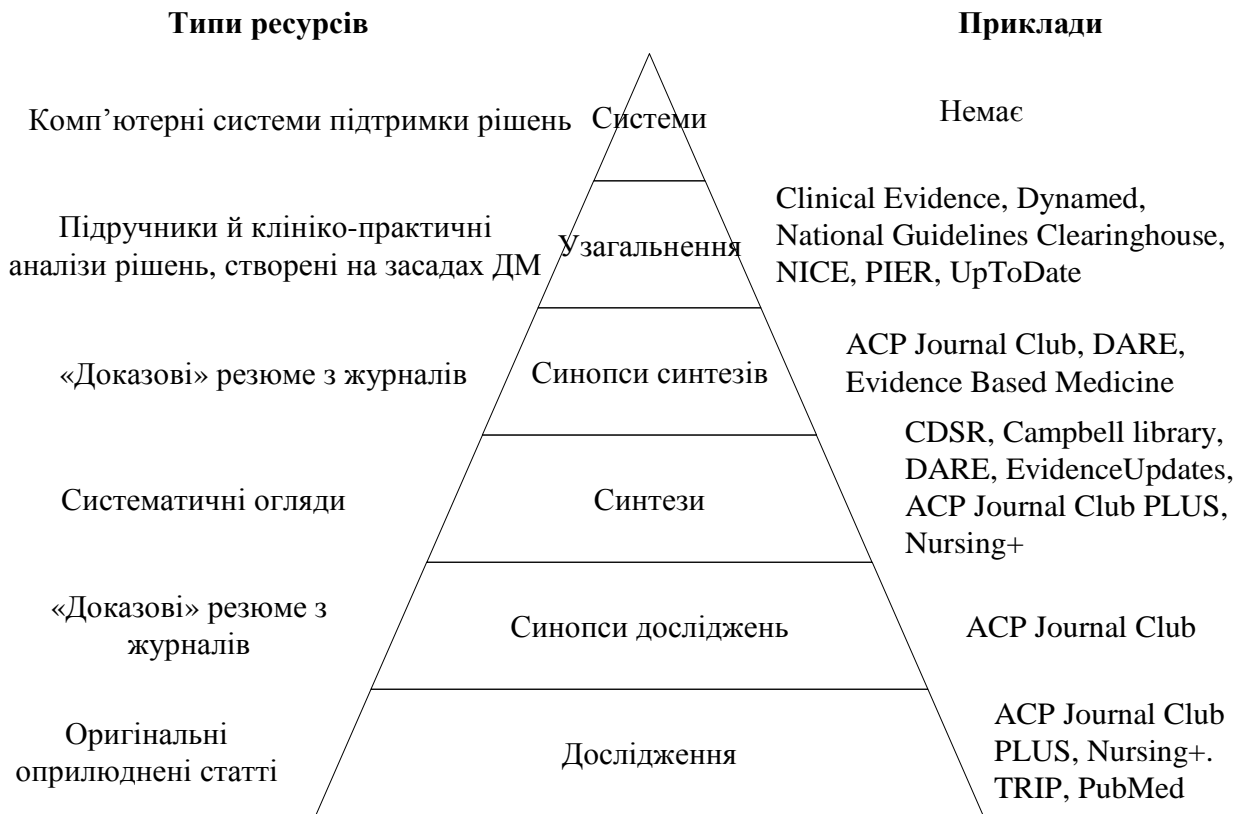 Типи ресурсів
Приклади
Комп’ютерні системи підтримки рішень
Системи
Немає
Підручники й клініко-практичні
аналізи рішень, створені на засадах ДМ
Узагальнення
Clinical Evidence, Dynamed,
National Guidelines Clearinghouse,
NICE, PIER, UpToDate
«Доказові» резюме з журналів
Синопси синтезів
ACP Journal Club, DARE,
Evidence Based Medicine
Систематичні огляди
Синтези
CDSR, Campbell library,
DARE, EvidenceUpdates,
ACP Journal Club PLUS,
Nursing+
«Доказові» резюме з
журналів
Синопси досліджень
ACP Journal Club
Оригінальні
оприлюднені статті
Дослідження
ACP Journal Club
PLUS, Nursing+.
TRIP, PubMed